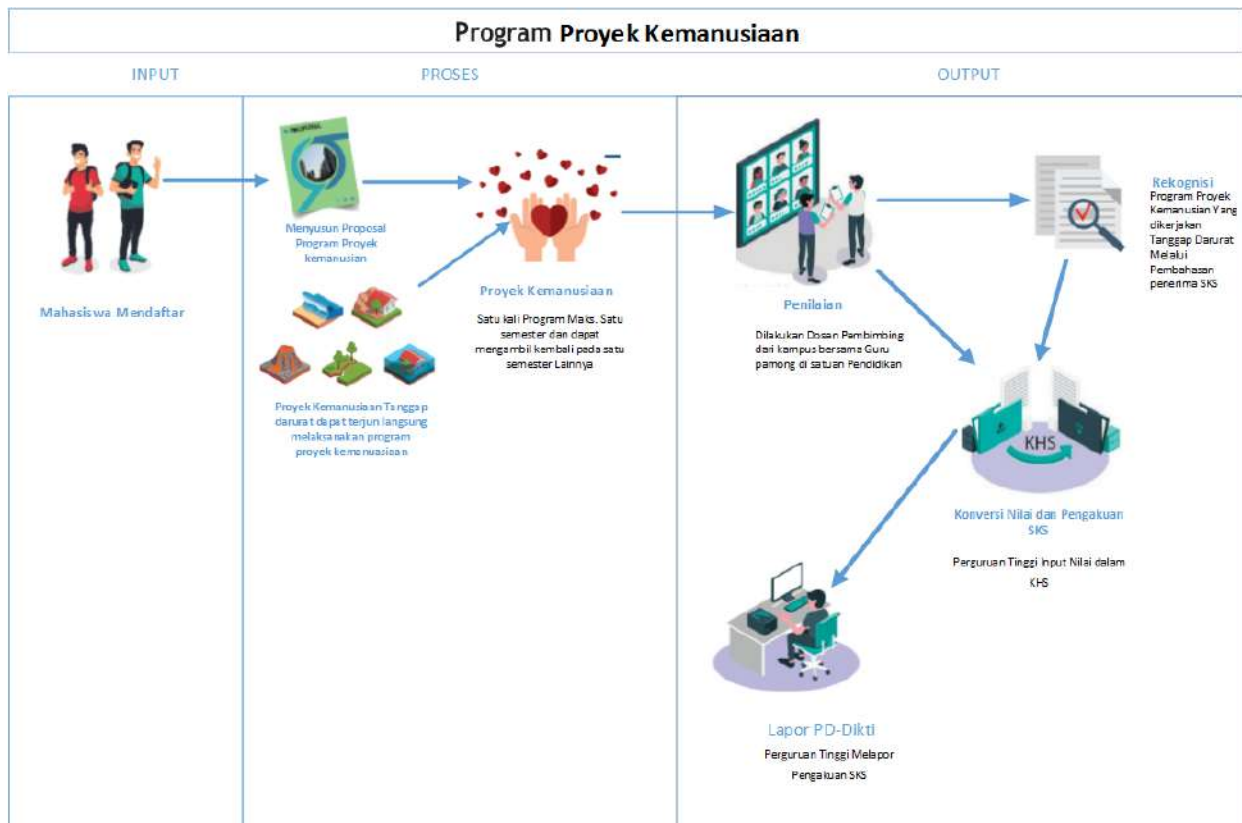 Program Proyek Kemanusiaan
INPUT
PROSES
OUTPUT
Mahasiswa Mendaftar
Menyusun Proposal
Program Proyek
kemanusian
Proyek Kemanusiaan Tanggap
darurat dapat terjun langsung
melaksanakan program
proyek kemanuasiaan
Proyek Kemanusiaan
Satu kali Program Maks. Satu
semester dan dapat
mengambil kembali pada satu
semester Lainnya
Penilaian
Dilakukan Dosan Pembimbing
dari kampus bersama Guru
pamong di satuan Pendidikan
Rekognisi
Program Proyek
Kemanusian Yang
dikerjakan
Tanggap Darurat
Melalui
Pembahasan
penerima SKS
KHS
Konversi Nilai dan Pengakuan
SKS
Perguruan Tinggi Input Nilai dalam
KHS
Lapor PD-Dikti
Perguruan Tinggi Melapor
Pengakuan SKS